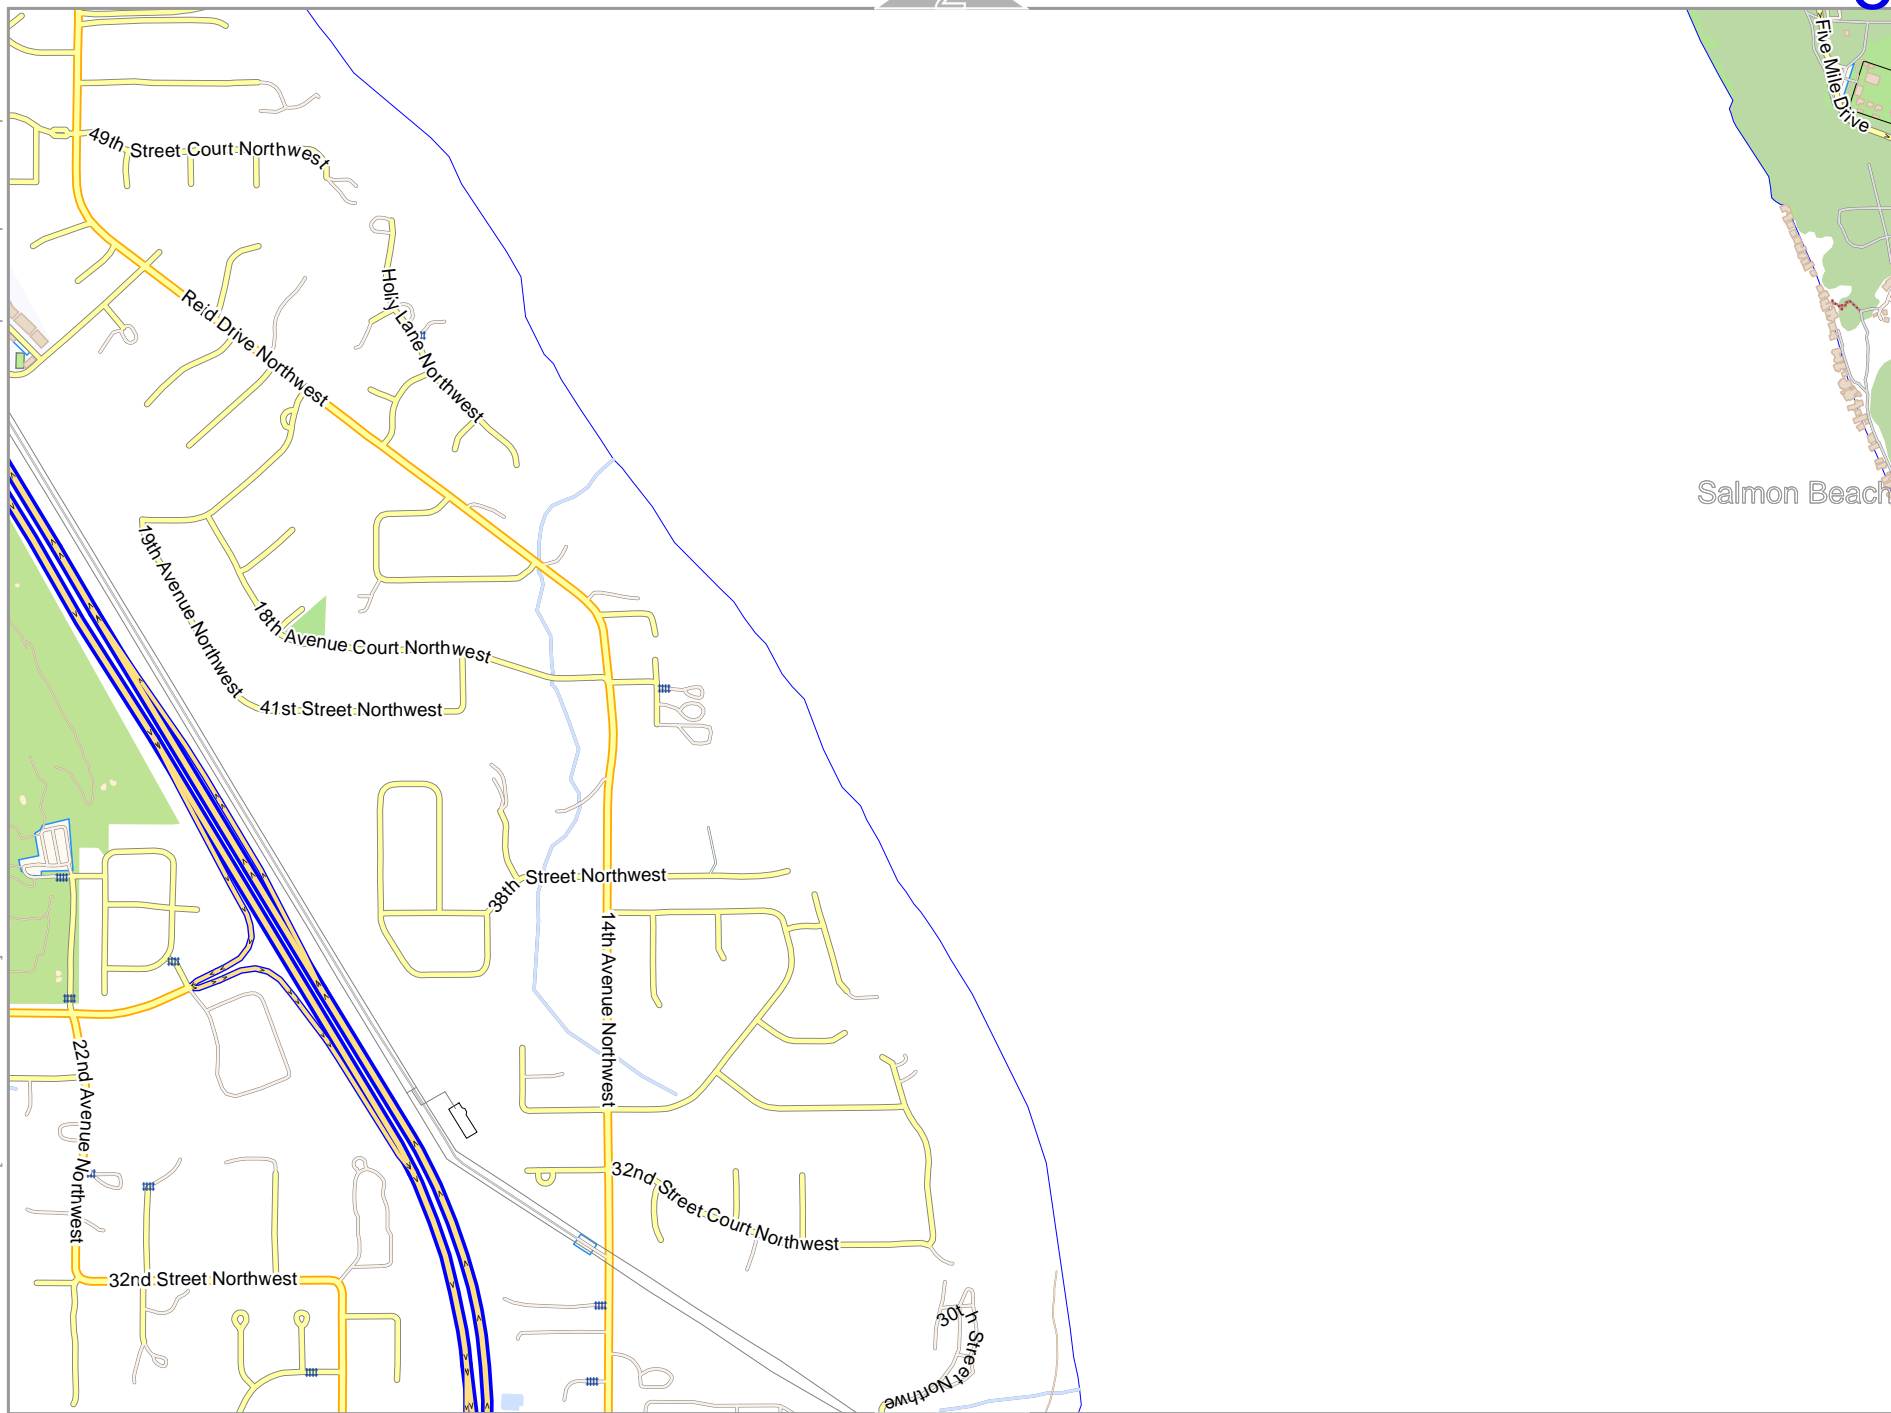 Five Mile Drive
49th Street Court Northwest
Holly Lane Northwest
Reid Drive Northwest
Salmon Beach
19th Avenue Northwest
18th Avenue Court Northwest
41st Street Northwest
38th Street Northwest
14th Avenue Northwest
22nd Avenue Northwest
32nd Street Court Northwest
32nd Street Northwest
30th Street Northwe